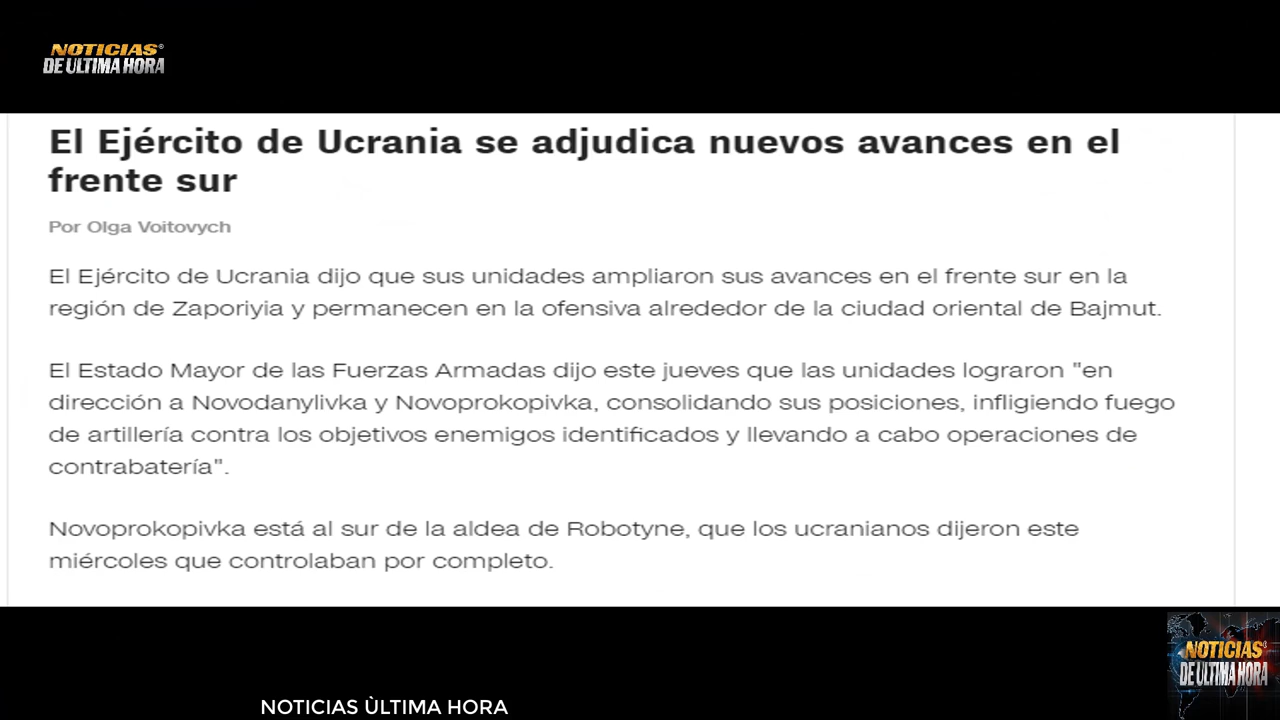 NOTICIAS®
DE ULTIMA HORA
El Ejército de Ucrania se adjudica nuevos avances en el
frente sur
Por Olga Voitovych
El Ejército de Ucrania dijo que sus unidades ampliaron sus avances en el frente sur en la
región de Zaporiyia y permanecen en la ofensiva alrededor de la ciudad oriental de Bajmut.
El Estado Mayor de las Fuerzas Armadas dijo este jueves que las unidades lograron "en
dirección a Novodanylivka y Novoprokopivka, consolidando sus posiciones, infligiendo fuego
de artillería contra los objetivos enemigos identificados y llevando a cabo operaciones de
contrabatería".
Novoprokopivka está al sur de la aldea de Robotyne, que los ucranianos dijeron este
miércoles que controlaban por completo.
NOTICIAS®
DE ULTIMA HORA
NOTICIAS ÙLTIMA HORA